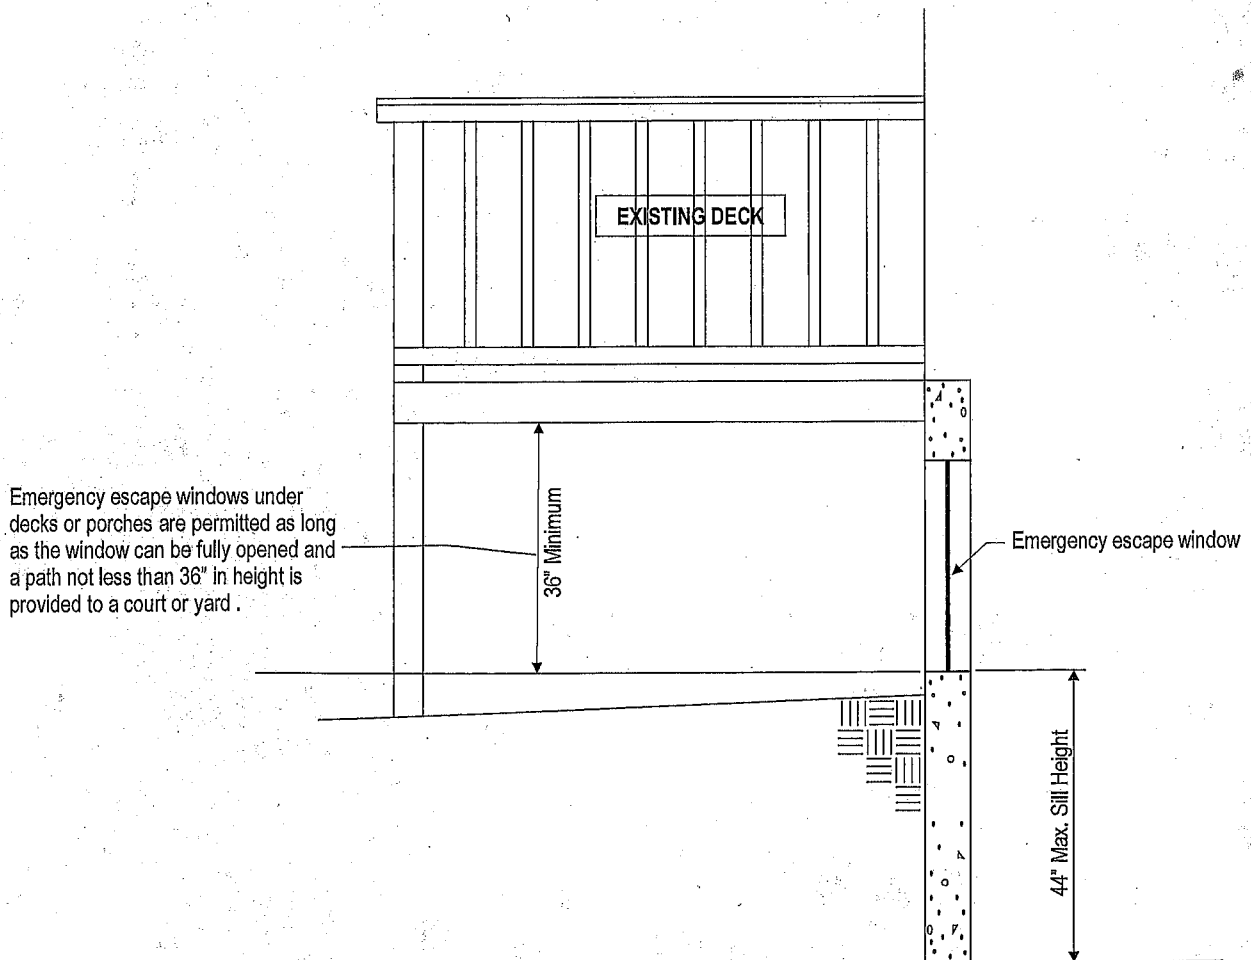 EXISTING DECK
Emergency escape windows under
decks or porches are permitted as long
as the window can be fully opened and
a path not less than 36" in height is
provided to a court or yard .
36" Minimum
Emergency escape window
44" Max. Sill Height